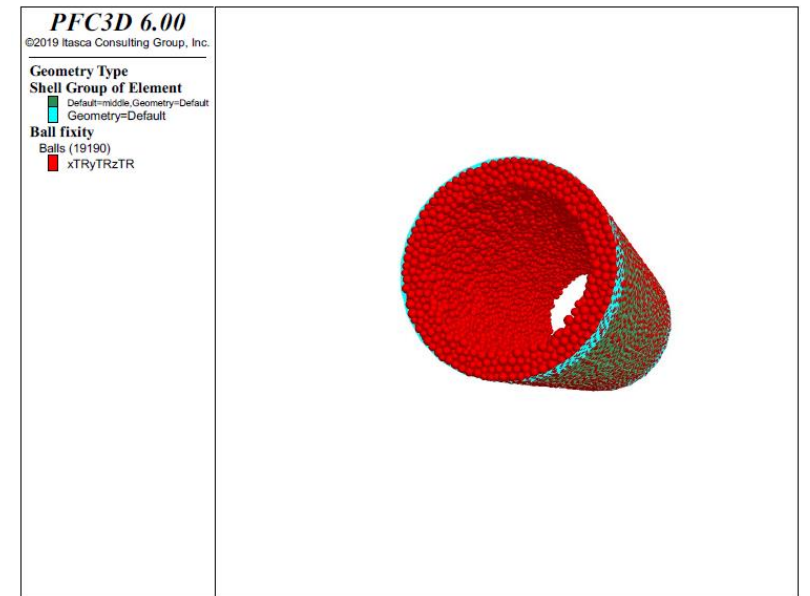 PFC3D 6.00
©2019 Itasca Consulting Group, Inc.
Geometry Type
Shell Group of Element
Default=middle,Geometry=Default
Geometry=Default
Ball fixity
Balls (19190)
xTRyTRzTR